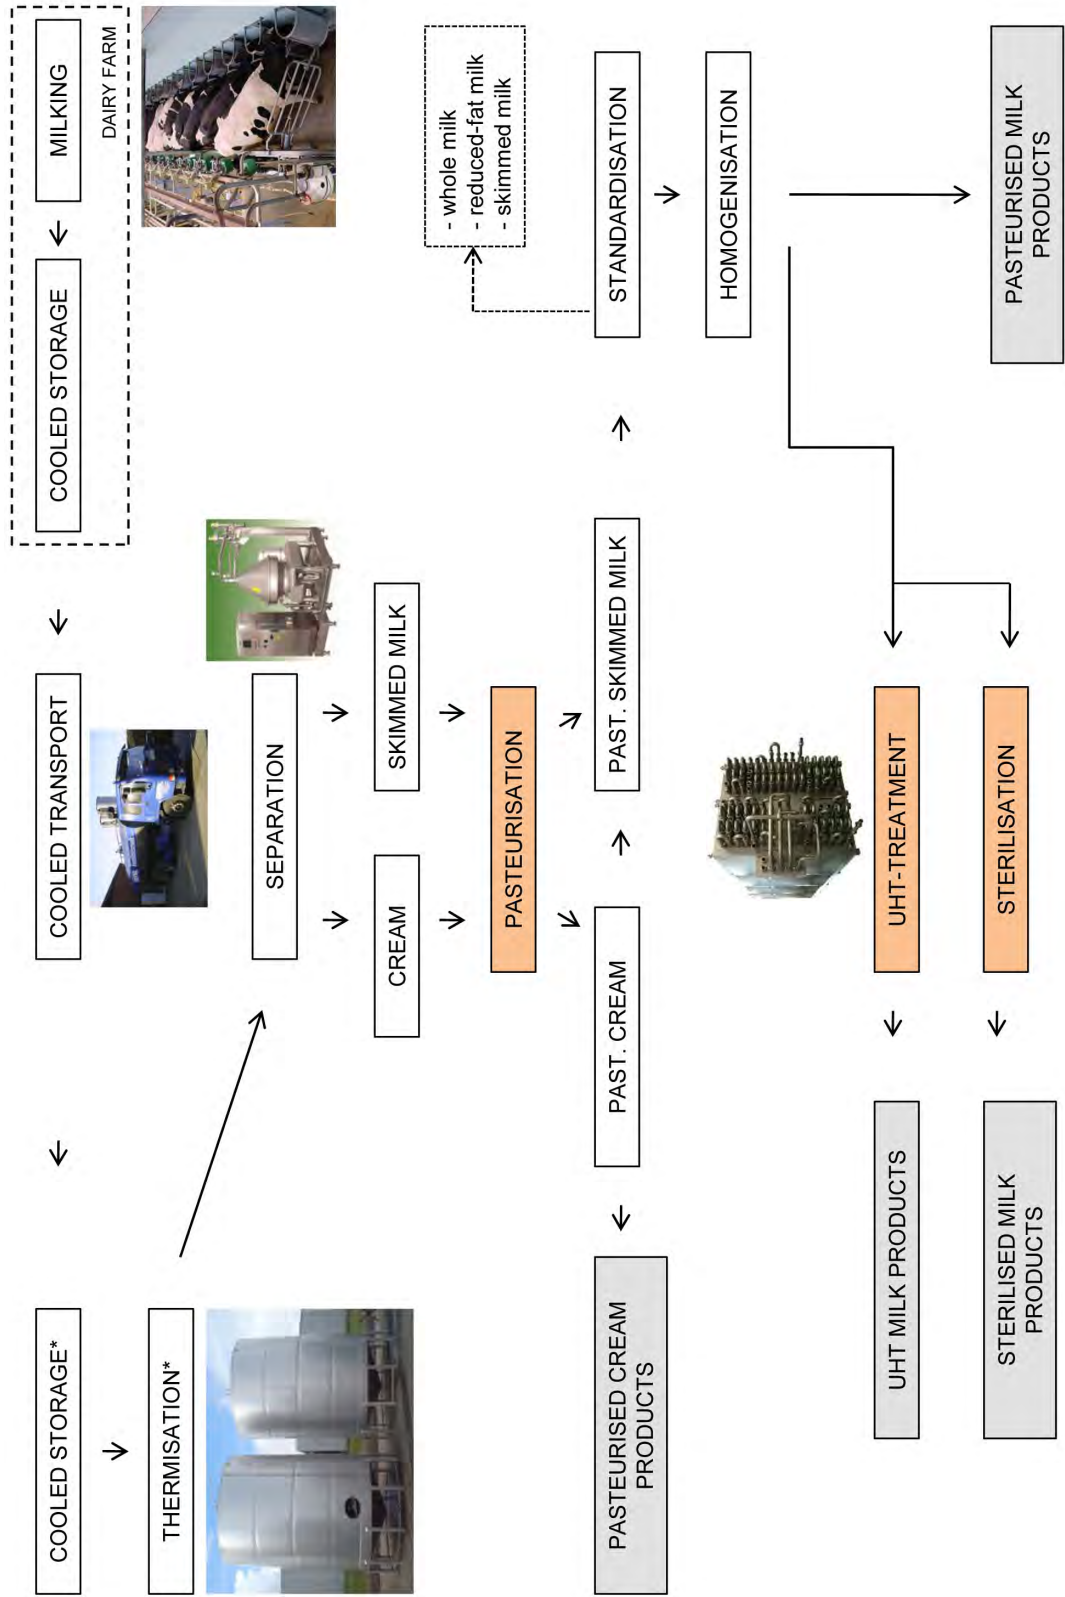 MILKING
DAIRY FARM
COOLED STORAGE
COOLED TRANSPORT
COOLED STORAGE*
THERMISATION*
SEPARATION
CREAM
SKIMMED MILK
PASTEURISATION
PAST. CREAM
PAST. SKIMMED MILK
PASTEURISED CREAM
PRODUCTS
STANDARDISATION
- whole milk
- reduced-fat milk
- skimmed milk
HOMOGENISATION
PASTEURISED MILK
PRODUCTS
UHT-TREATMENT
UHT MILK PRODUCTS
STERILISATION
STERILISED MILK
PRODUCTS